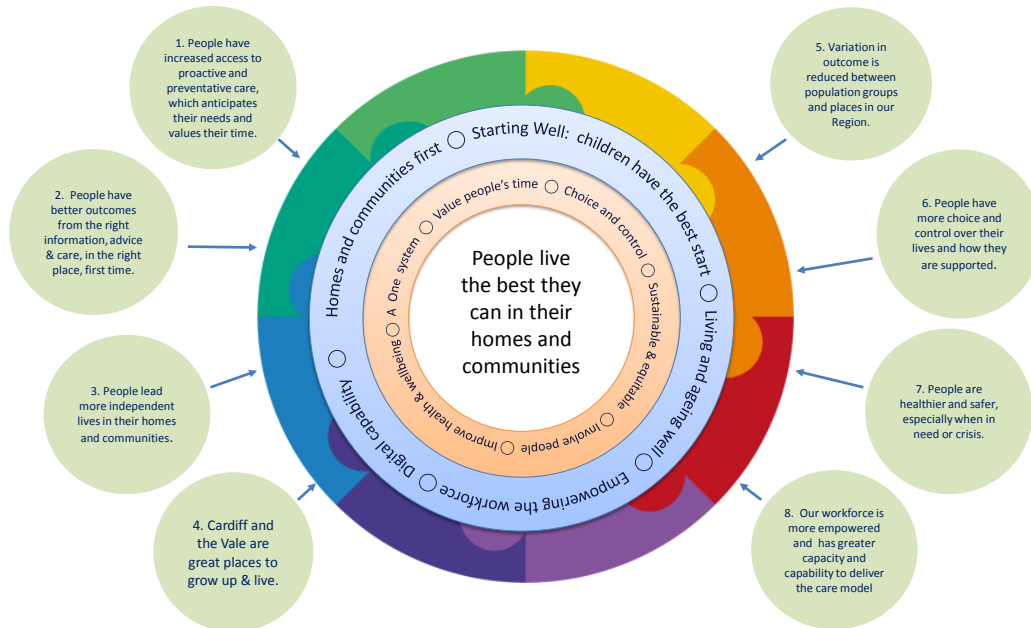 1. People have
increased access to
proactive and
preventative care,
which anticipates
their needs and
values their time.
2. People have
better outcomes
from the right
information, advice
& care, in the right
place, first time.
3. People lead
more independent
lives in their homes
and communities.
4. Cardiff and
the Vale are
great places to
grow up & live.
Homes and communities first
Starting Well: children have the best start
Living and ageing well
Empowering the workforce
Digital capability
Value people's time
Choice and control
Sustainable & equitable
Involve people
Improve health & wellbeing
A One system
People live
the best they
can in their
homes and
communities
5. Variation in
outcome is
reduced between
population groups
and places in our
Region.
6. People have
more choice and
control over their
lives and how they
are supported.
7. People are
healthier and safer,
especially when in
need or crisis.
8. Our workforce is
more empowered
and has greater
capacity and
capability to deliver
the care model